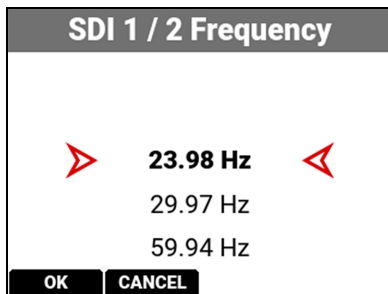 SDI 1 / 2 Frequency
23.98 Hz
29.97 Hz
59.94 Hz
OK CANCEL